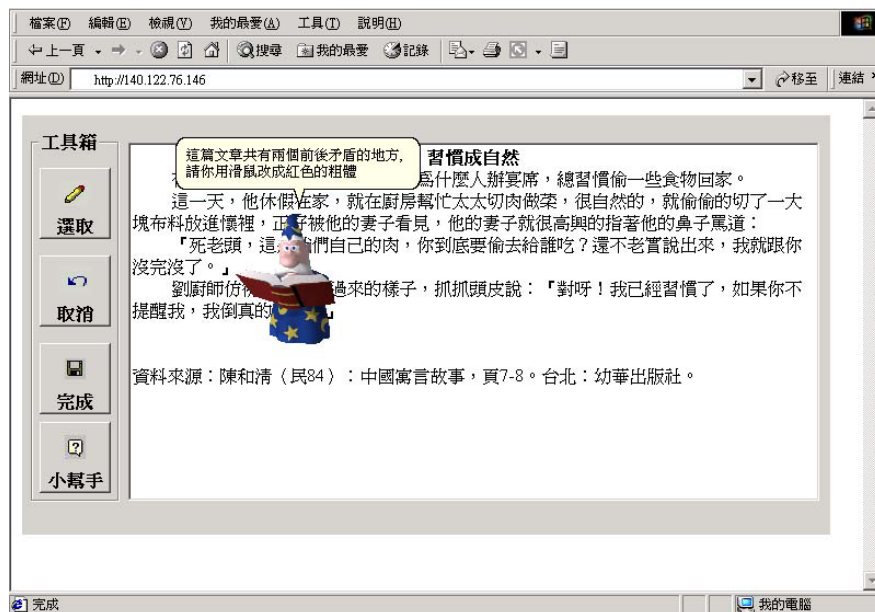 檔案(F) 編輯(E) 檢視(V) 我的最愛(A) 工具(T) 說明(H)
上一頁 搜尋 我的最愛 記錄
網址(D) http://140.122.76.146 移至 連結
工具箱
選取
取消
完成
小幫手
這篇文章共有兩個前後矛盾的地方,
請你用滑鼠改成紅色的粗體
習慣成自然
為什麼人辦宴席，總習慣偷一些食物回家。
這一天，他休假在家，就在廚房幫忙太太切肉做菜，很自然的，就偷偷的切了一大
塊布料放進懷裡，正好被他的妻子看見，他的妻子就很高興的指著他的鼻子罵道：
「死老頭，這 們自己的肉，你到底要偷去給誰吃？還不老實說出來，我就跟你
沒完沒了。」
劉廚師仿 過來的樣子，抓抓頭皮說：「對呀！我已經習慣了，如果你不
提醒我，我倒真的 」
資料來源：陳和淸（民84）：中國寓言故事，頁7-8。台北：幼華出版社。
完成 我的電腦